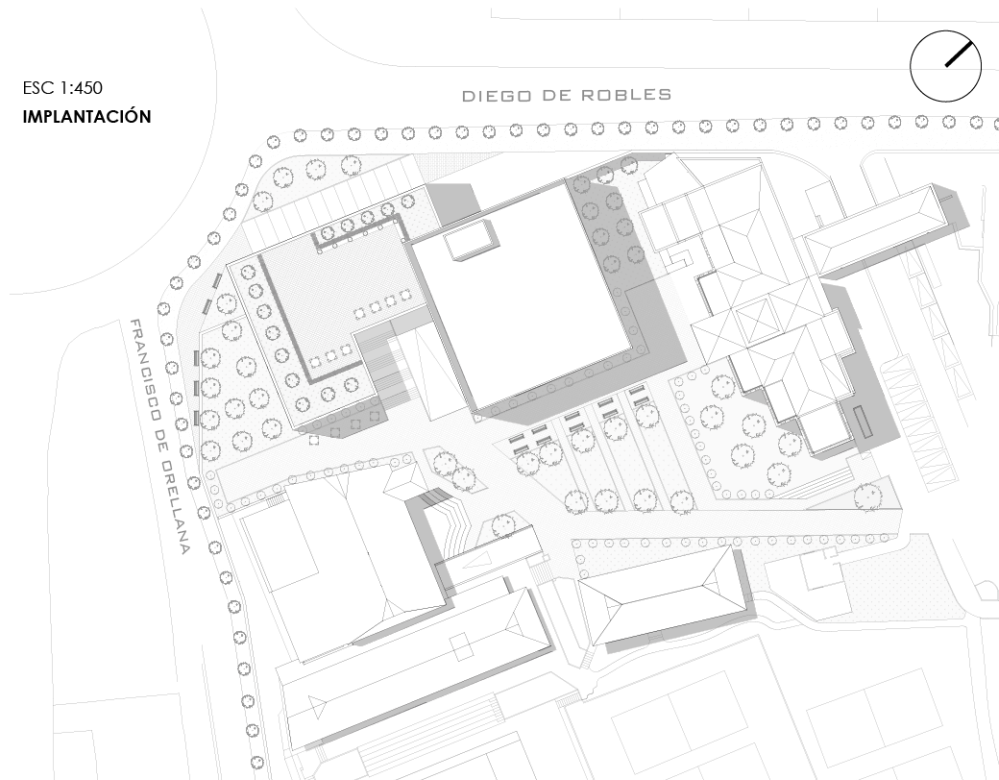 ESC 1:450
IMPLANTACIÓN
DIEGO DE ROBLES
FRANCISCO DE ORELLANA